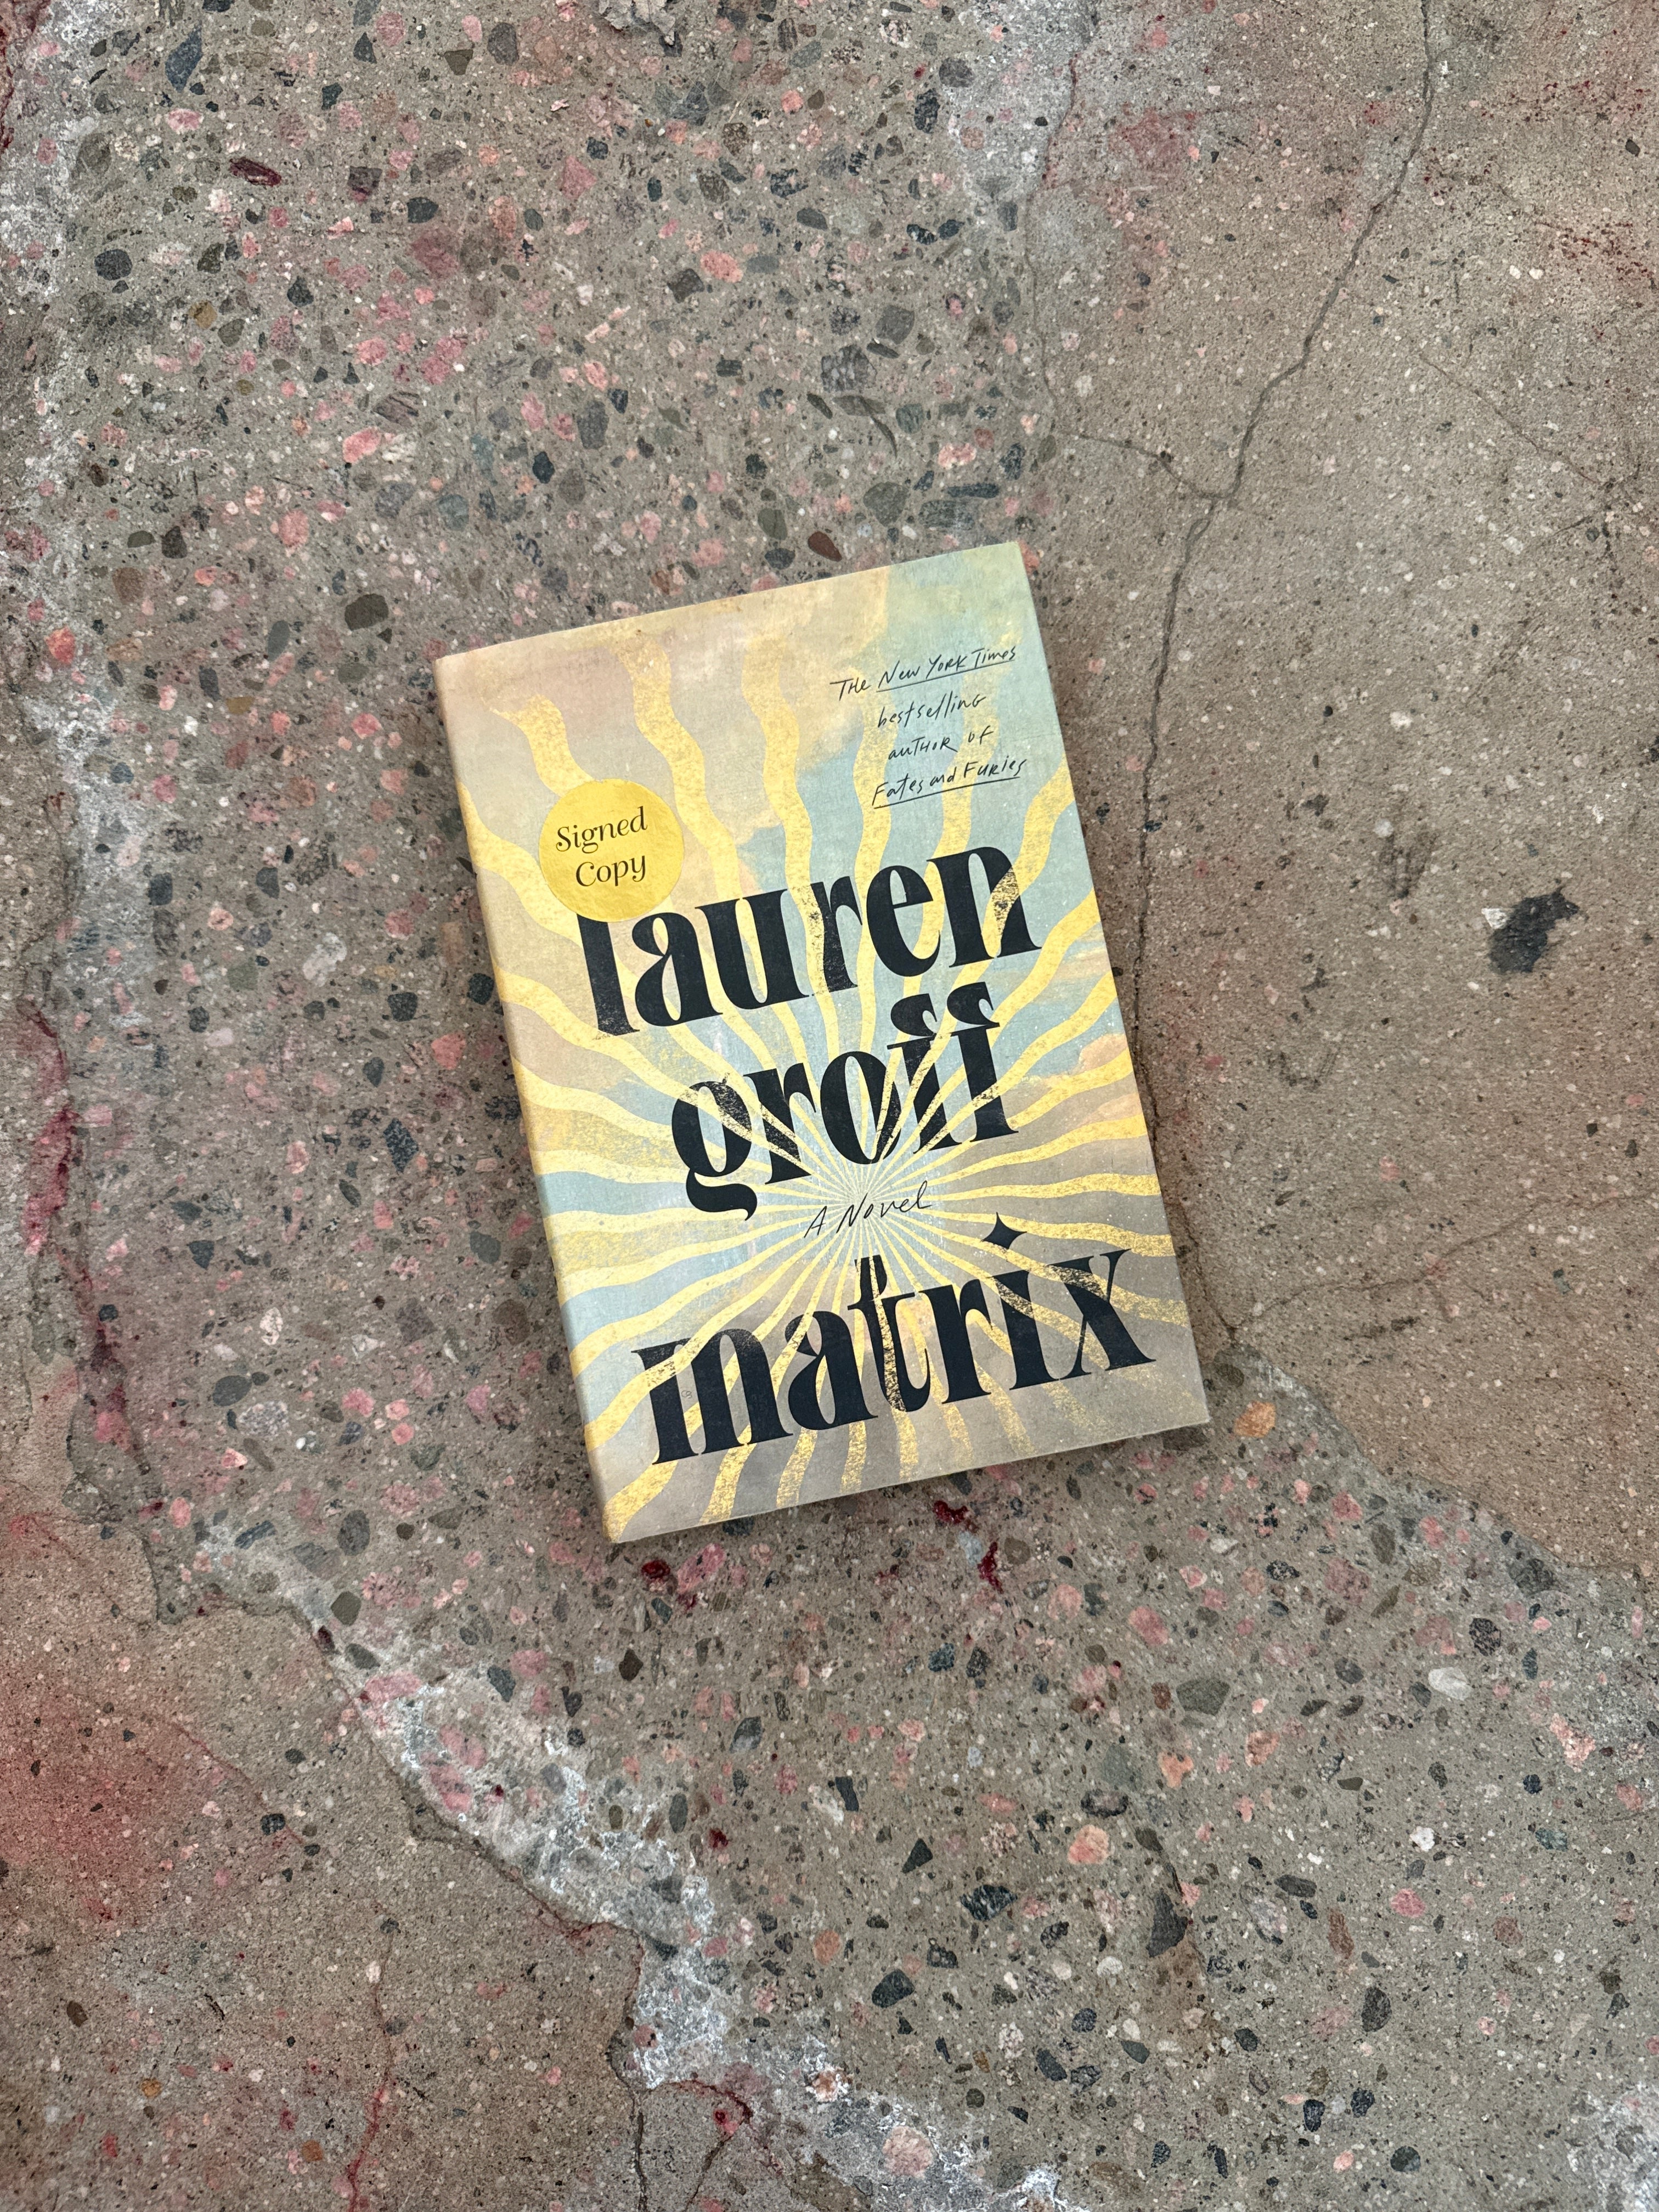 The New York Times
bestselling
author of
Fates and Furies
Signed
Copy
lauren
groff
A Novel
matrix